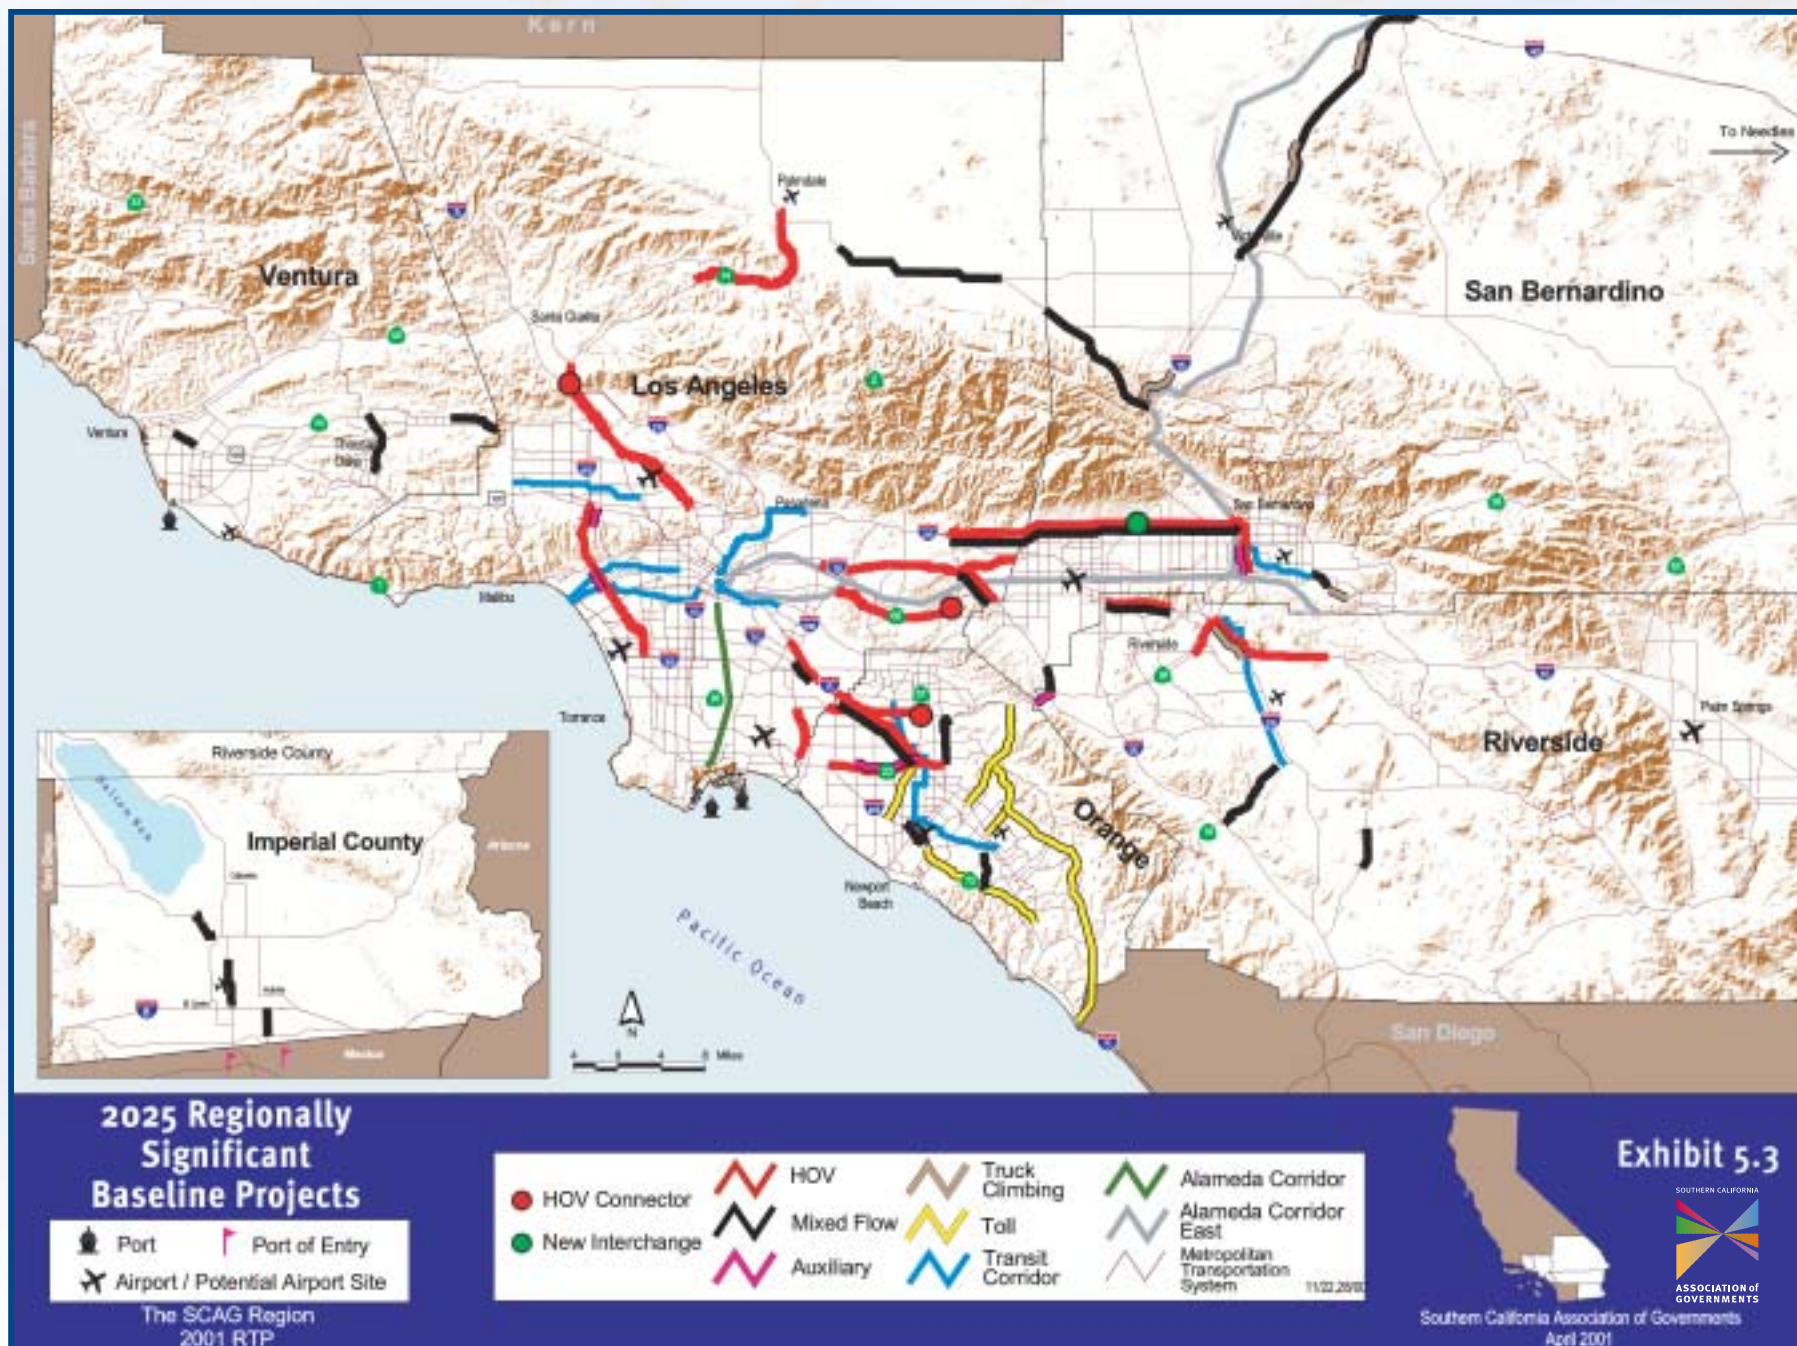 Kern
Santa Barbara
To Needles
Palmdale
Ventura
San Bernardino
Santa Clarita
Los Angeles
Ventura
Thousand
Oaks
Pasadena
San Bernardino
Malibu
Riverside
Torrance
Palm Springs
Riverside
Orange
Newport
Beach
Pacific Ocean
San Diego
N
Miles
Riverside County
Salton Sea
Imperial County
Arizona
Mexico
2025 Regionally
Significant
Baseline Projects
Port
Port of Entry
Airport / Potential Airport Site
The SCAG Region
2001 RTP
HOV Connector
New Interchange
HOV
Mixed Flow
Auxiliary
Truck
Climbing
Toll
Transit
Corridor
Alameda Corridor
Alameda Corridor
East
Metropolitan
Transportation
System
Exhibit 5.3
SOUTHERN CALIFORNIA
ASSOCIATION of
GOVERNMENTS
Southern California Association of Governments
April 2001